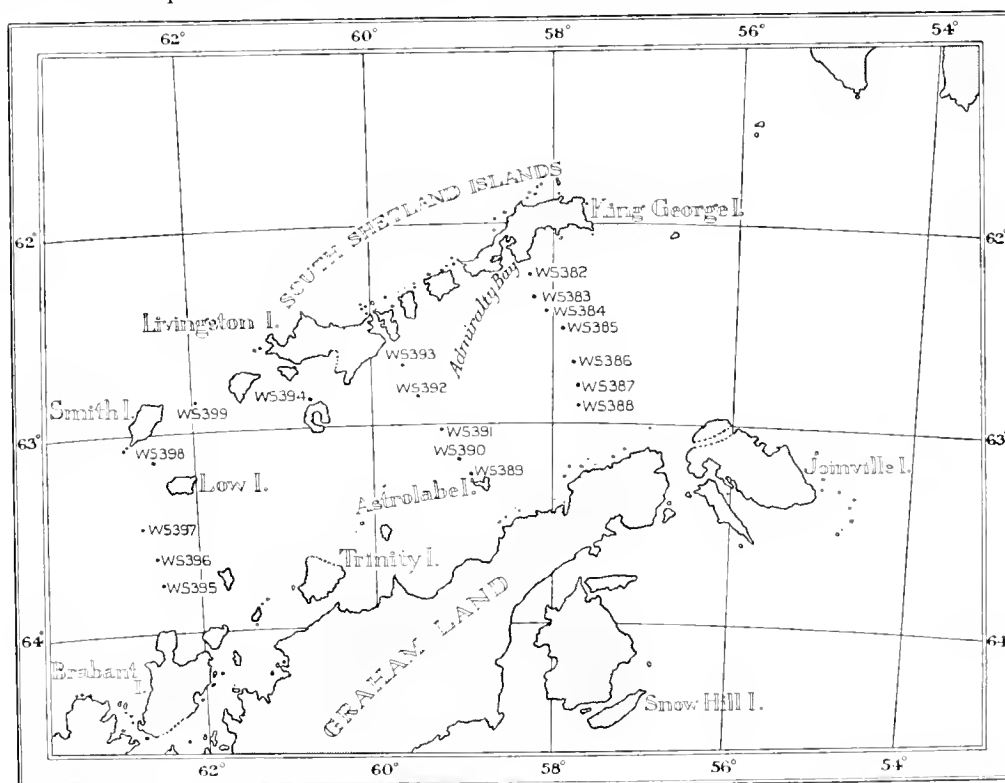 62° 60° 58° 56° 54°
SOUTH SHETLAND ISLANDS
King George I.
62° 62°
WS382
Admiralty Bay
WS383
WS384
Livingston I.
WS385
WS393
WS386
WS392
WS387
WS394
WS388
Smith I.
WS399
63° 63°
WS391
WS398
WS390
Joinville I.
WS389
Low I.
Astrolabe I.
WS397
Trinity I.
WS396
WS395
GRAHAM LAND
64° 64°
Brabant
I.
Snow Hill I.
62° 60° 58° 56° 54°